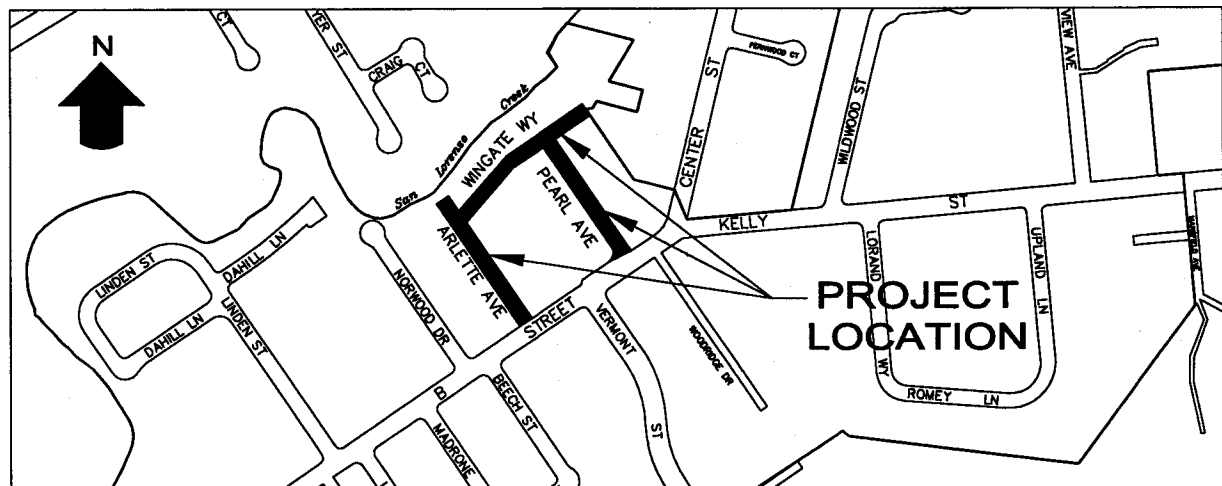 N
CT
YER ST
CRAIG CT
San Lorenzo Creek
WINGATE WY
PEARL AVE
ARLETTE AVE
CENTER ST
FERNWOOD CT
WILDWOOD ST
VIEW AVE
KELLY ST
LINDEN ST
DAHILL LN
DAHILL LN
LINDEN ST
NORWOOD DR
B STREET
VERMONT ST
WOODRIDGE DR
BEECH ST
MADRONE
LORAND WY
UPLAND LN
ROMEY LN
PROJECT
LOCATION